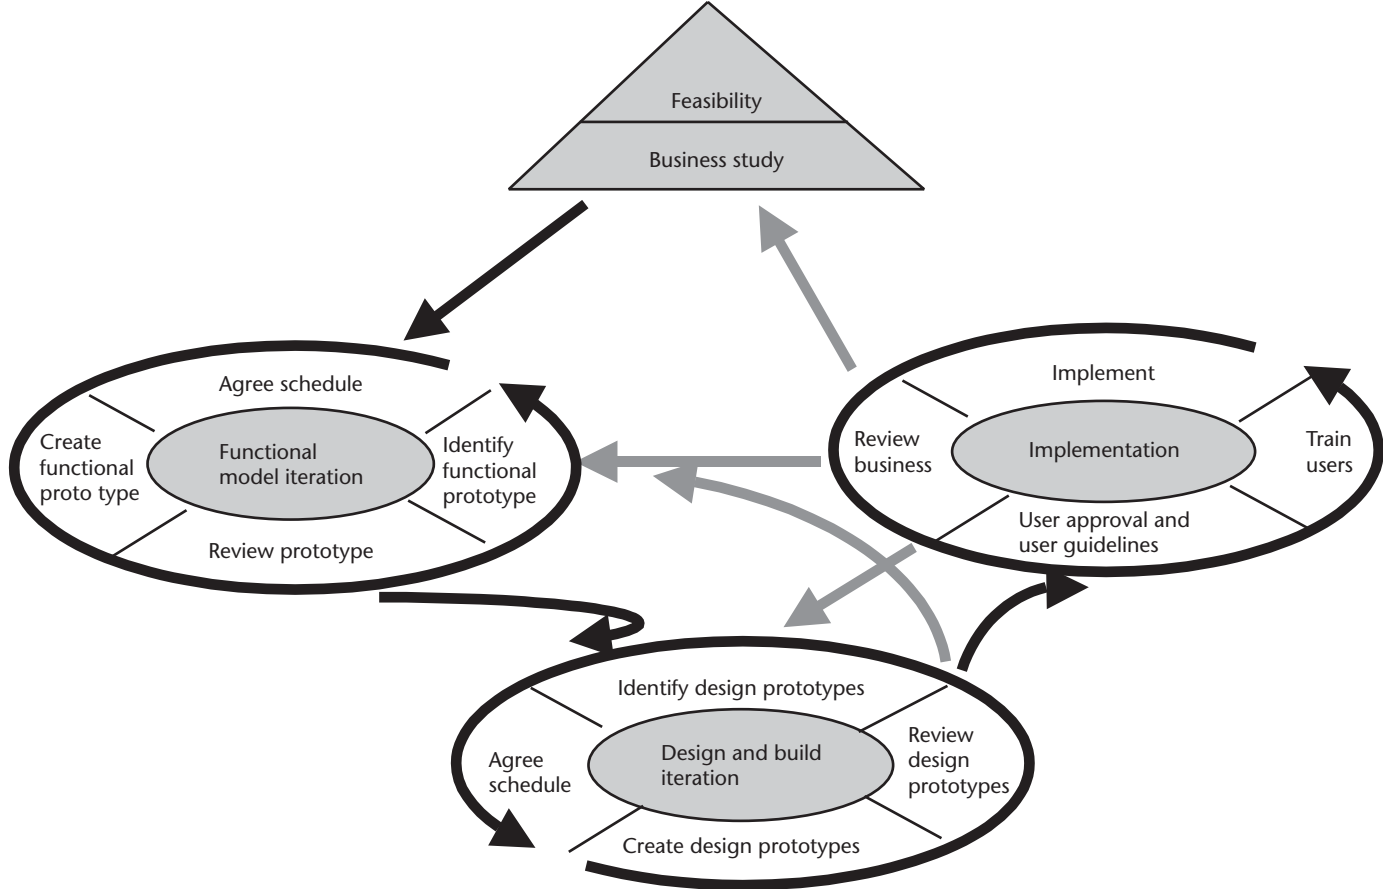 Feasibility
Business study
Agree schedule
Create
functional
proto type
Functional
model iteration
Identify
functional
prototype
Review prototype
Implement
Review
business
Implementation
Train
users
User approval and
user guidelines
Identify design prototypes
Agree
schedule
Design and build
iteration
Review
design
prototypes
Create design prototypes